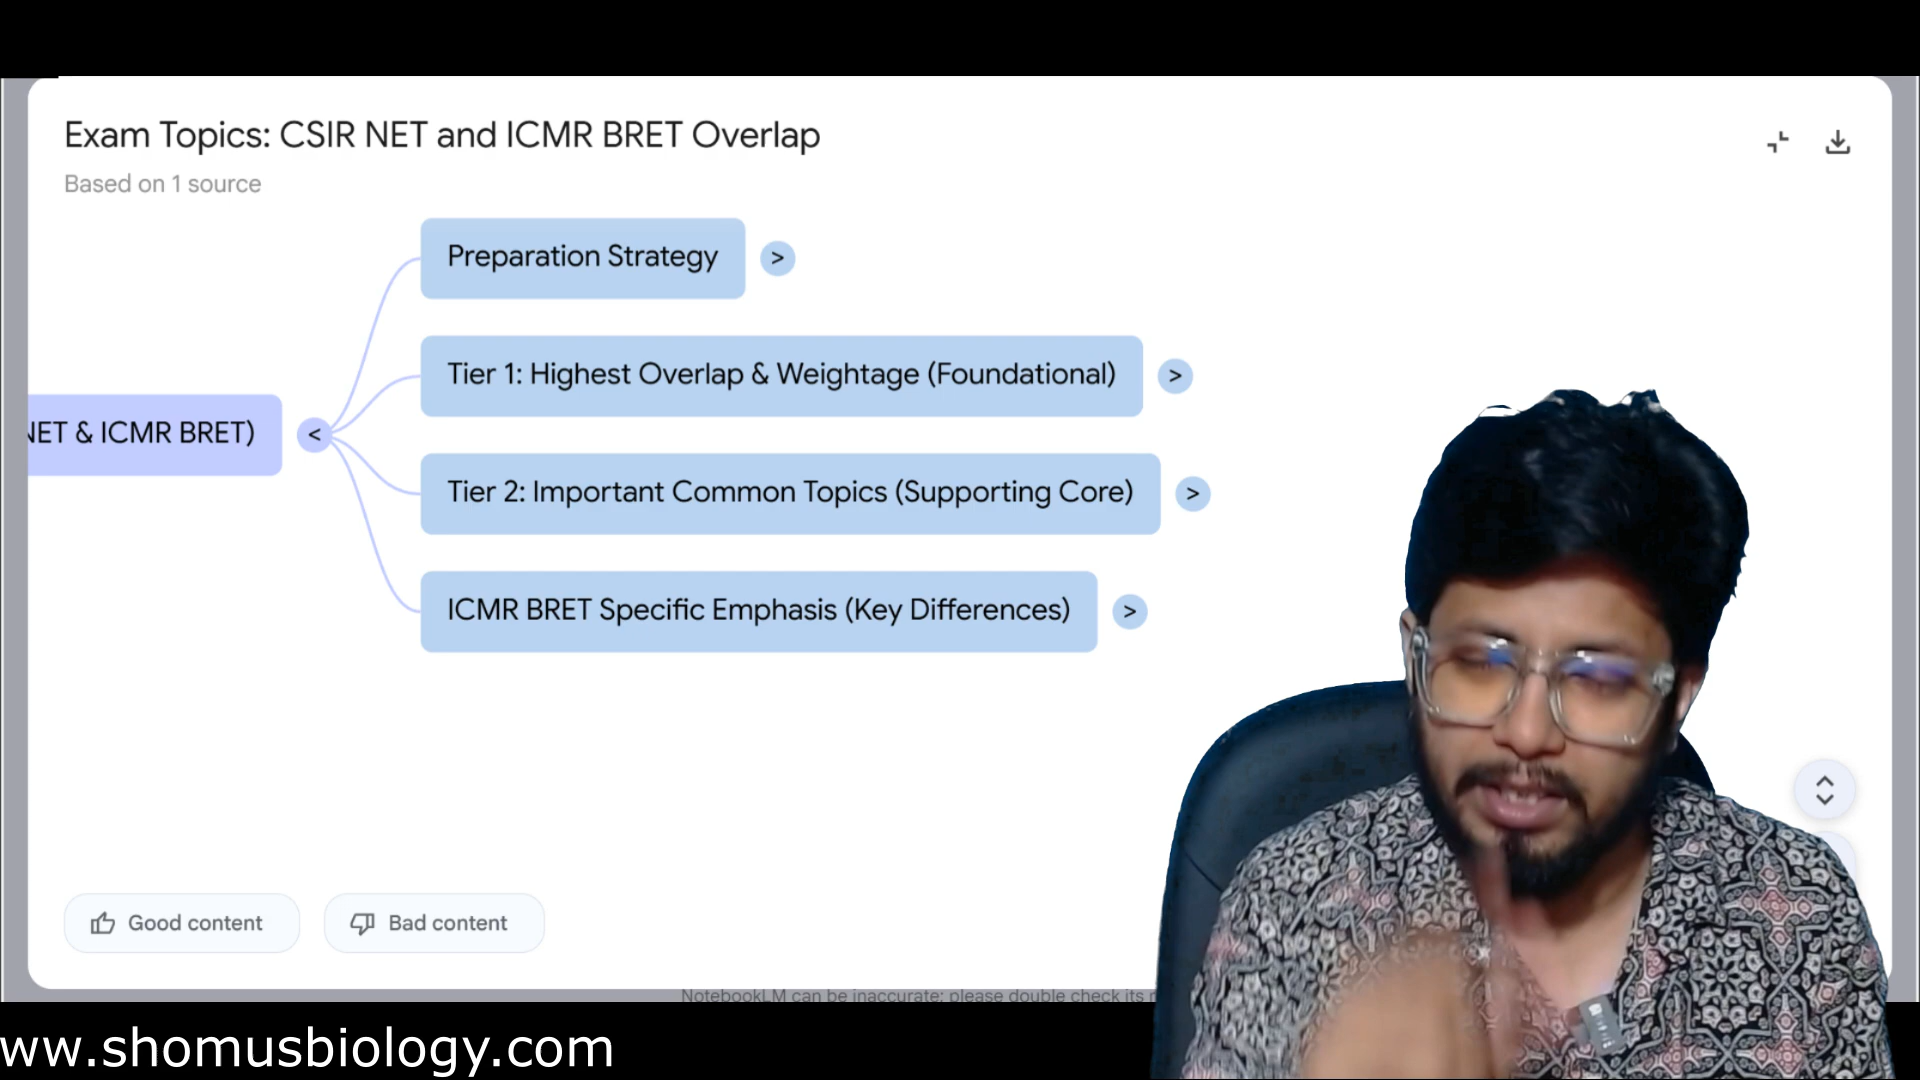 Exam Topics: CSIR NET and ICMR BRET Overlap
Based on 1 source
Preparation Strategy
>
Tier 1: Highest Overlap & Weightage (Foundational)
>
NET & ICMR BRET)
<
Tier 2: Important Common Topics (Supporting Core)
>
ICMR BRET Specific Emphasis (Key Differences)
>
Good content
Bad content
NotebookLM can be inaccurate; please double check its
ww.shomusbiology.com